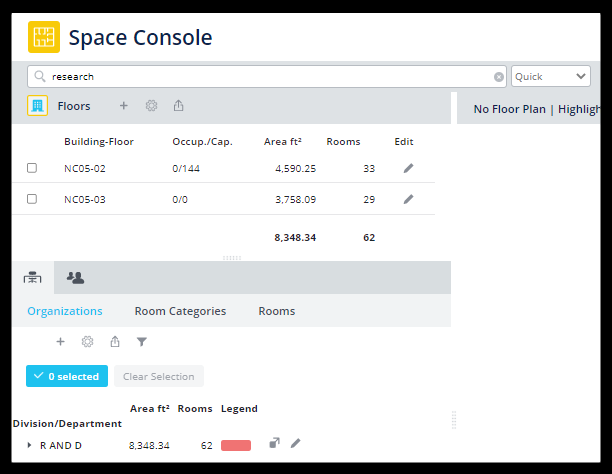 Space Console
research
Quick
Floors
No Floor Plan | Highligh
Building-Floor Occup./Cap. Area ft² Rooms Edit
NC05-02 0/144 4,590.25 33
NC05-03 0/0 3,758.09 29
8,348.34 62
Organizations Room Categories Rooms
0 selected Clear Selection
Area ft² Rooms Legend
Division/Department
R AND D 8,348.34 62